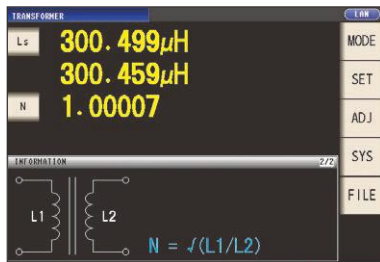 TRANSFORMER
LAN
Ls 300.499μH
300.459μH
N 1.00007
MODE
SET
ADJ
SYS
FILE
INFORMATION 2/2
L1 L2
N = √(L1/L2)